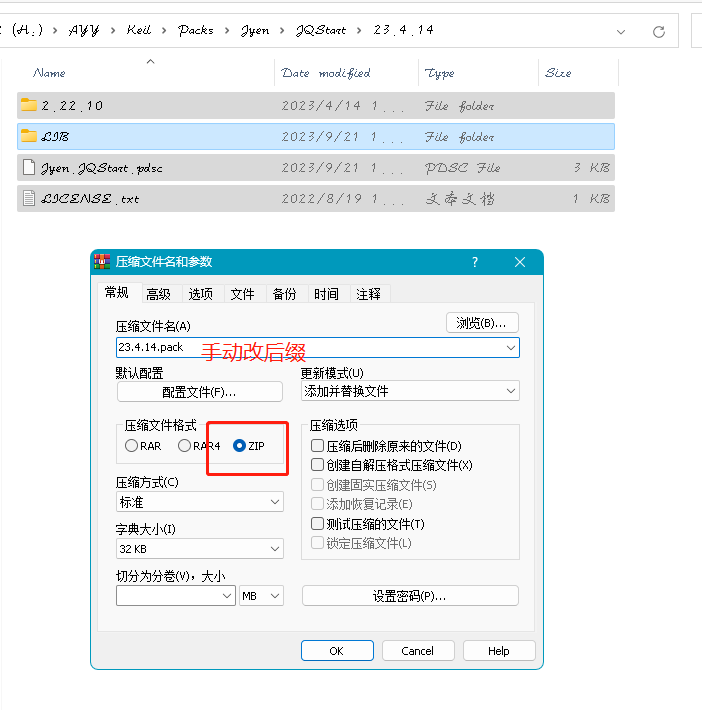 (H:) > AYY > Keil > Packs > Jyen > JQStart > 23.4.14
Name Date modified Type Size
2.22.10 2023/4/14 1... File folder
LIB 2023/9/21 1... File folder
Jyen.JQStart.pdsc 2023/9/21 1... PDSC File 3 KB
LICENSE.txt 2022/8/19 1... 文本文档 1 KB
压缩文件名和参数 ?
常规 高级 选项 文件 备份 时间 注释
压缩文件名(A) 浏览(B)...
23.4.14.pack 手动改后缀
默认配置 更新模式(U)
配置文件(F)... 添加并替换文件
压缩文件格式 压缩选项
RAR RAR4 ZIP 压缩后删除原来的文件(D)
创建自解压格式压缩文件(X)
压缩方式(C) 创建固实压缩文件(S)
标准 添加恢复记录(E)
字典大小(I) 测试压缩的文件(T)
32 KB 锁定压缩文件(L)
切分为分卷(V)，大小
MB 设置密码(P)...
OK Cancel Help